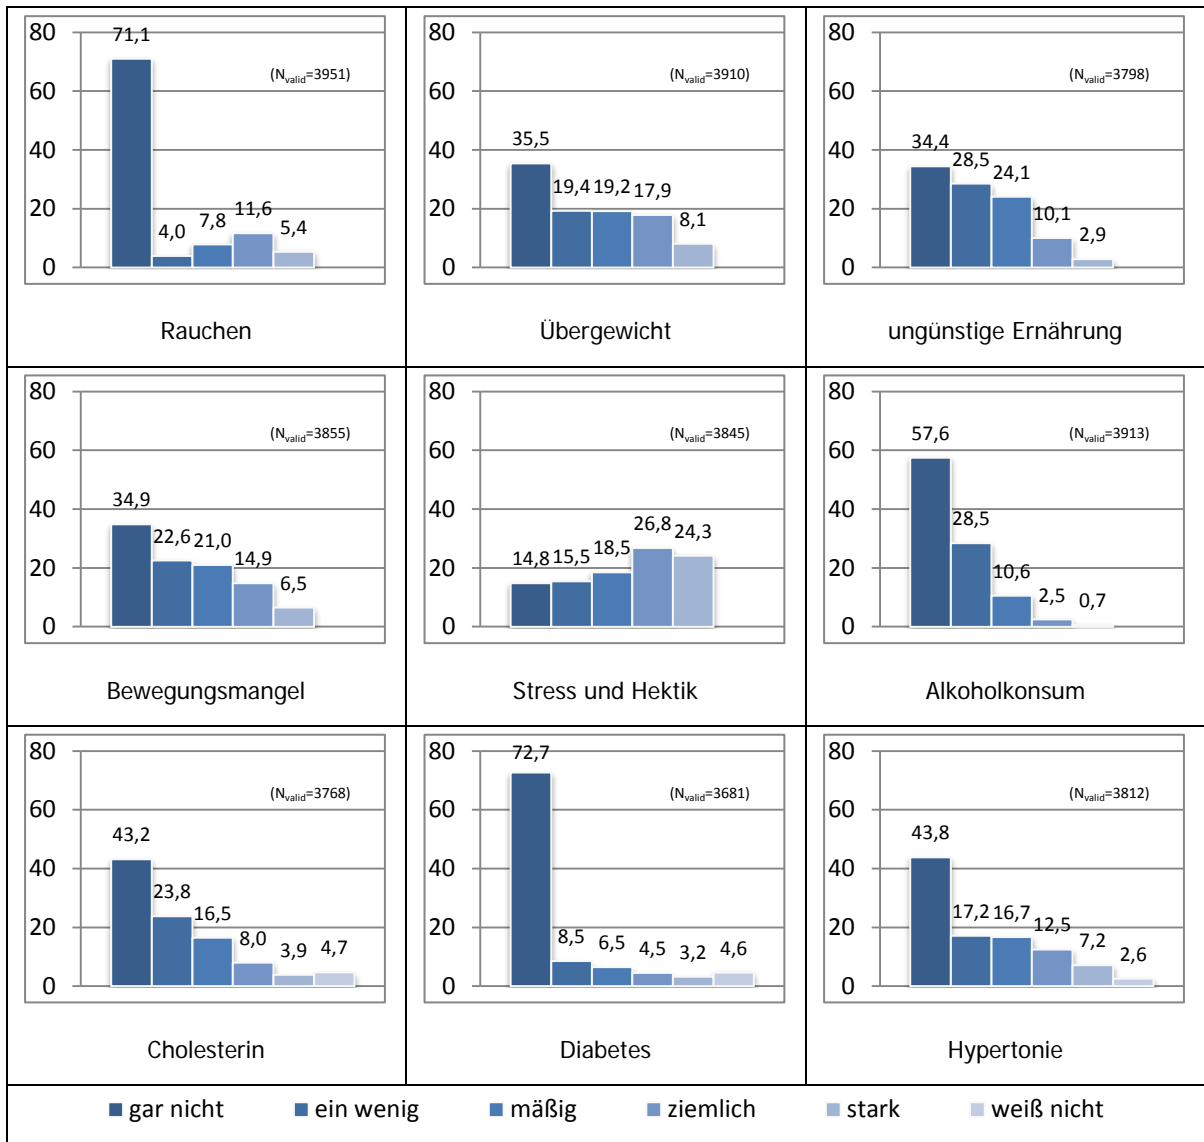 80
71,1
(Nvalid=3951)
60
40
20
4,0 7,8 11,6 5,4
0
Rauchen
80
(Nvalid=3910)
60
40
35,5
19,4 19,2 17,9
20
8,1
0
Übergewicht
80
(Nvalid=3798)
60
40
34,4
28,5
24,1
20
10,1
2,9
0
ungünstige Ernährung
80
(Nvalid=3855)
60
40
34,9
22,6 21,0
14,9
20
6,5
0
Bewegungsmangel
80
(Nvalid=3845)
60
40
14,8 15,5 18,5 26,8 24,3
20
0
Stress und Hektik
80
(Nvalid=3913)
57,6
60
40
28,5
20
10,6
2,5 0,7
0
Alkoholkonsum
80
(Nvalid=3768)
60
43,2
40
23,8
16,5
20
8,0 3,9 4,7
0
Cholesterin
80
72,7
(Nvalid=3681)
60
40
20
8,5 6,5 4,5 3,2 4,6
0
Diabetes
80
(Nvalid=3812)
60
43,8
40
17,2 16,7 12,5
20
7,2 2,6
0
Hypertonie
gar nicht ein wenig mäßig ziemlich stark weiß nicht